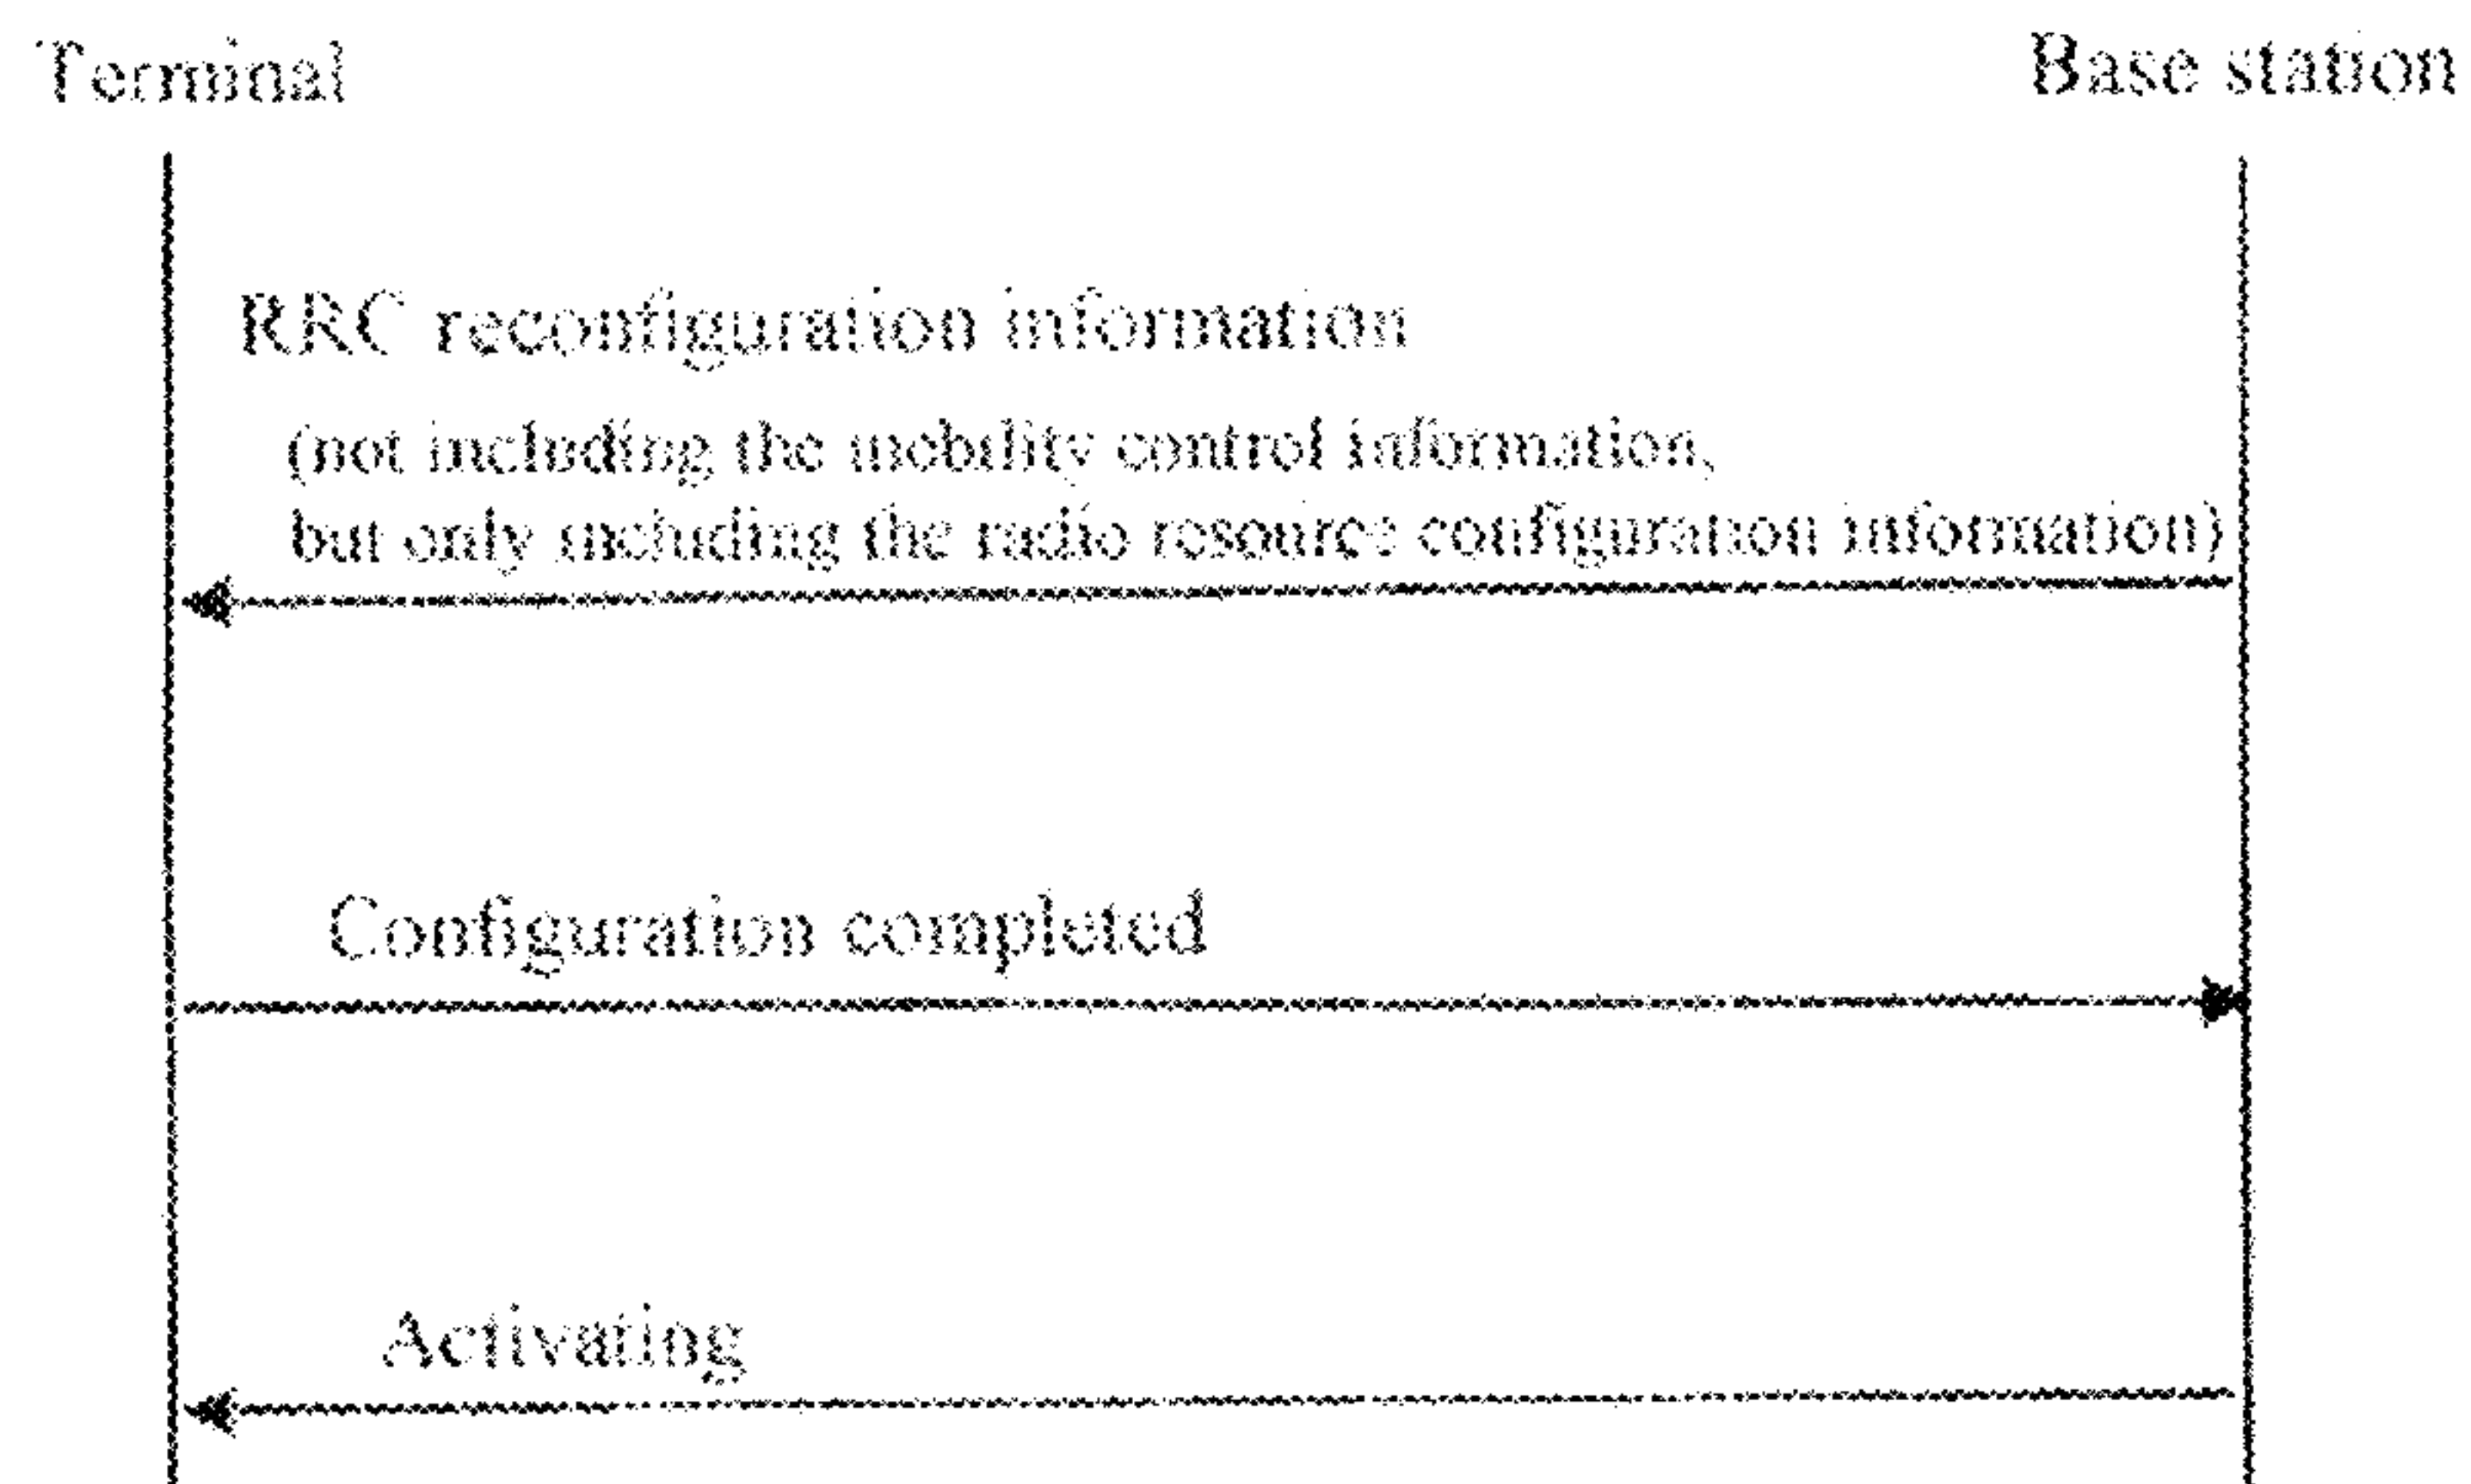 Terminal
Base station
RRC reconfiguration information
(not including the mobility control information,
but only including the radio resource configuration information)
Configuration completed
Activating